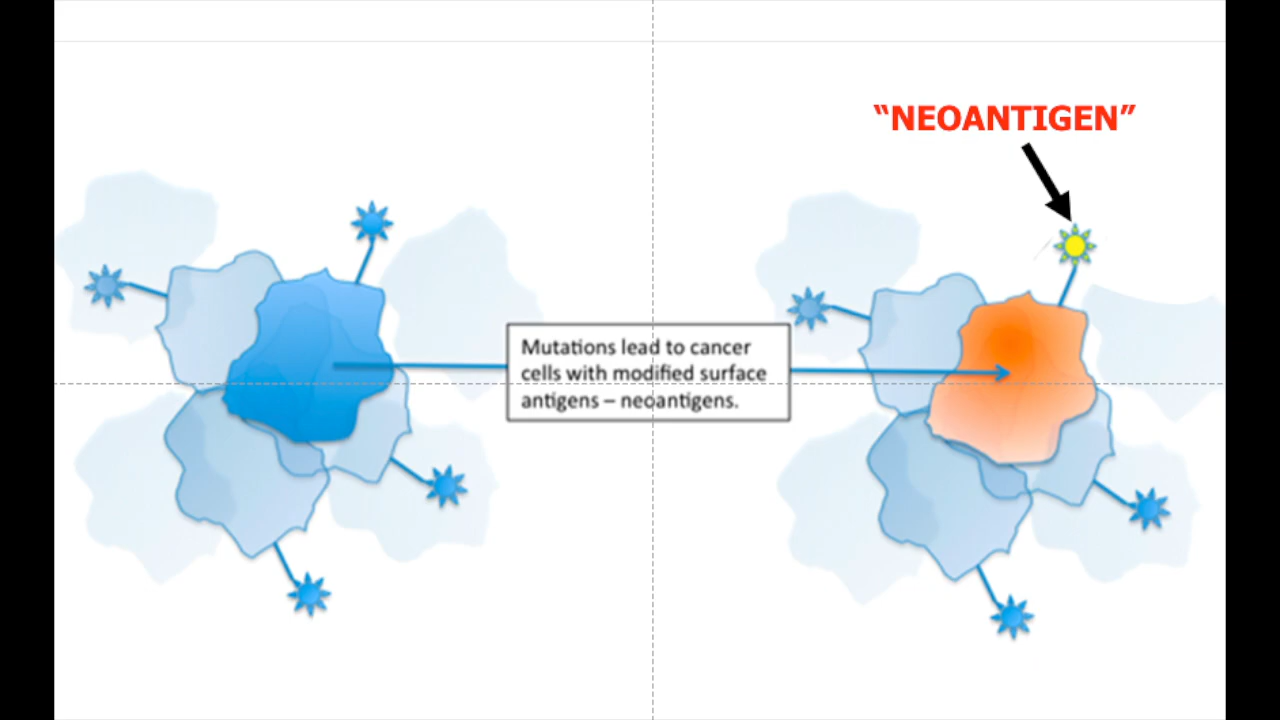 “NEOANTIGEN”
Mutations lead to cancer
cells with modified surface
antigens – neoantigens.